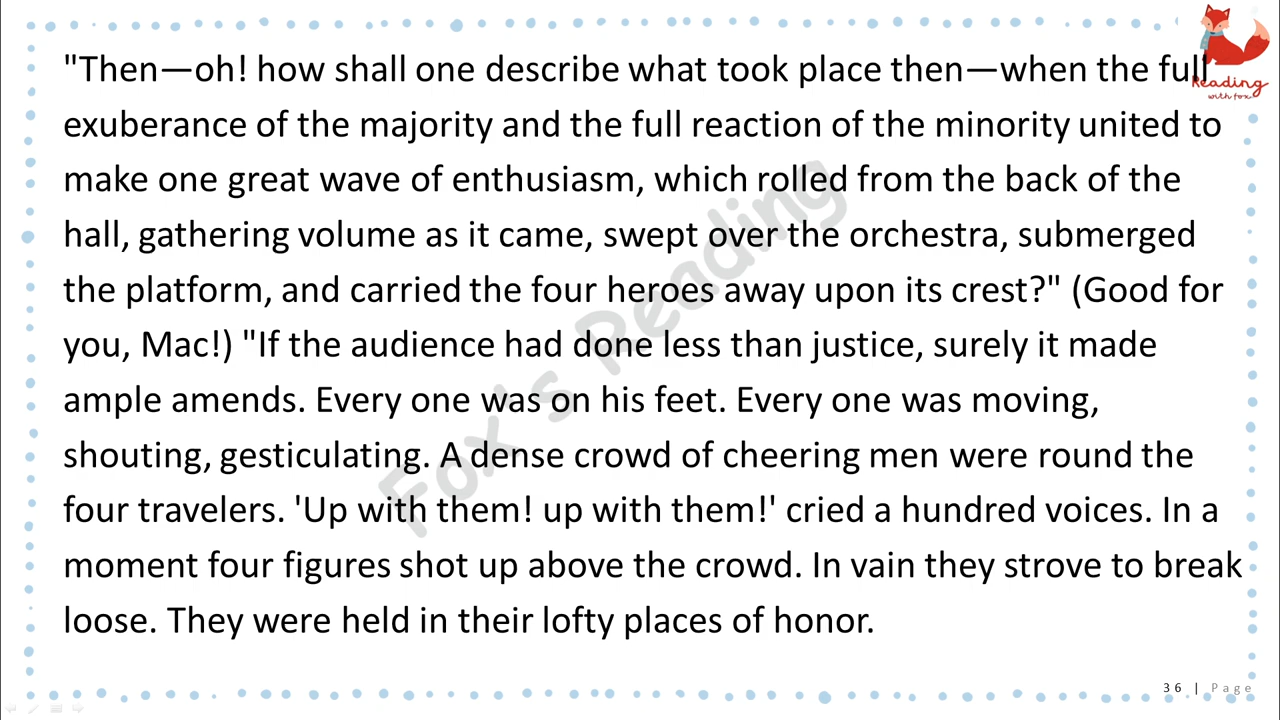 "Then—oh! how shall one describe what took place then—when the full
exuberance of the majority and the full reaction of the minority united to
make one great wave of enthusiasm, which rolled from the back of the
hall, gathering volume as it came, swept over the orchestra, submerged
the platform, and carried the four heroes away upon its crest?" (Good for
you, Mac!) "If the audience had done less than justice, surely it made
ample amends. Every one was on his feet. Every one was moving,
shouting, gesticulating. A dense crowd of cheering men were round the
four travelers. 'Up with them! up with them!' cried a hundred voices. In a
moment four figures shot up above the crowd. In vain they strove to break
loose. They were held in their lofty places of honor.
Reading
with fox
Fox's Reading
36 | Page